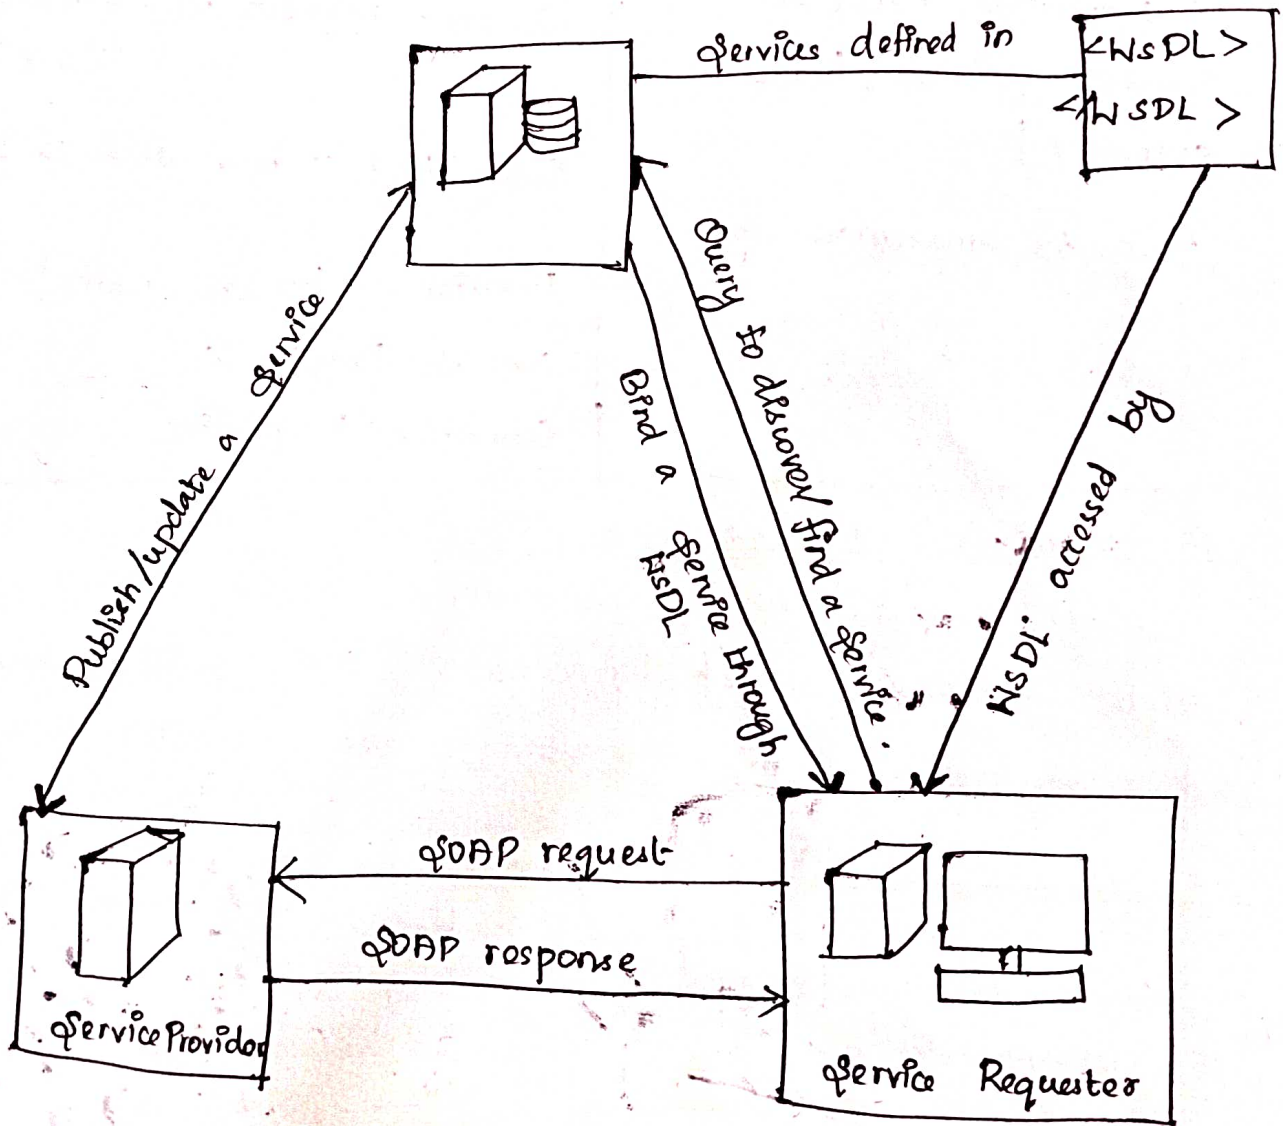 Services defined in
<WSDL>
</WSDL >
Publish/update a Service
Query to discover/find a Service.
Bind a Service through
WSDL
WSDL accessed by
SOAP request
SOAP response
Service Provider
Service Requester